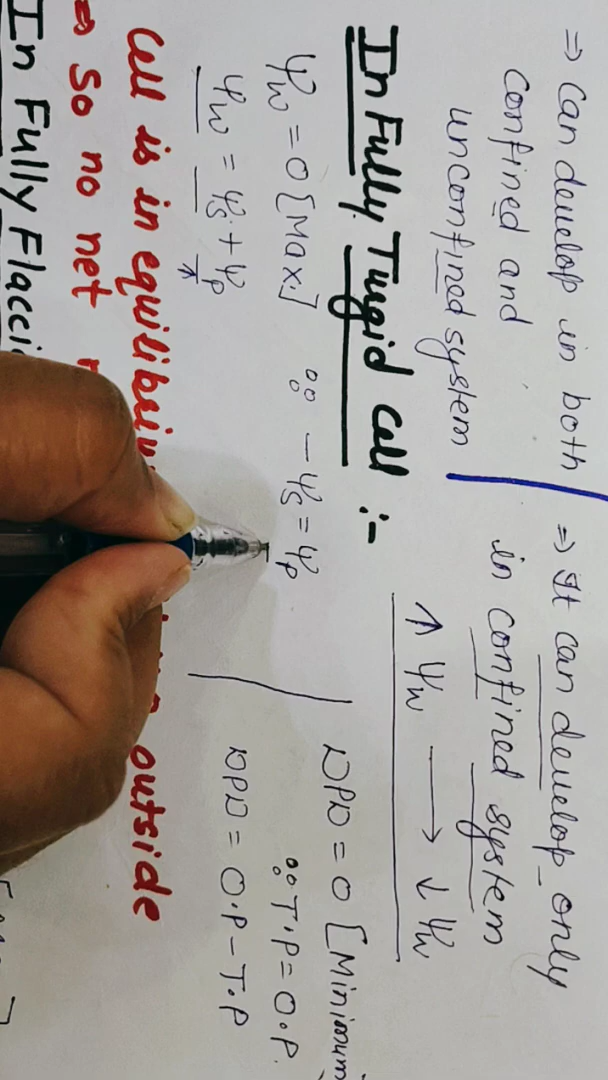 ⇒ Can develop in both
confined and
unconfined system
⇒ It can develop only
in confined system
↑ Ψw → ↓ Ψw
In Fully Turgid Cell :-
Ψw = 0 [Max.] ∵ -Ψs = Ψp
Ψw = Ψs + Ψp
DPD = 0 [Minimum
∵ T.P = O.P.
DPD = O.P - T.P
Cell is in
outside
⇒ So no net
In Fully